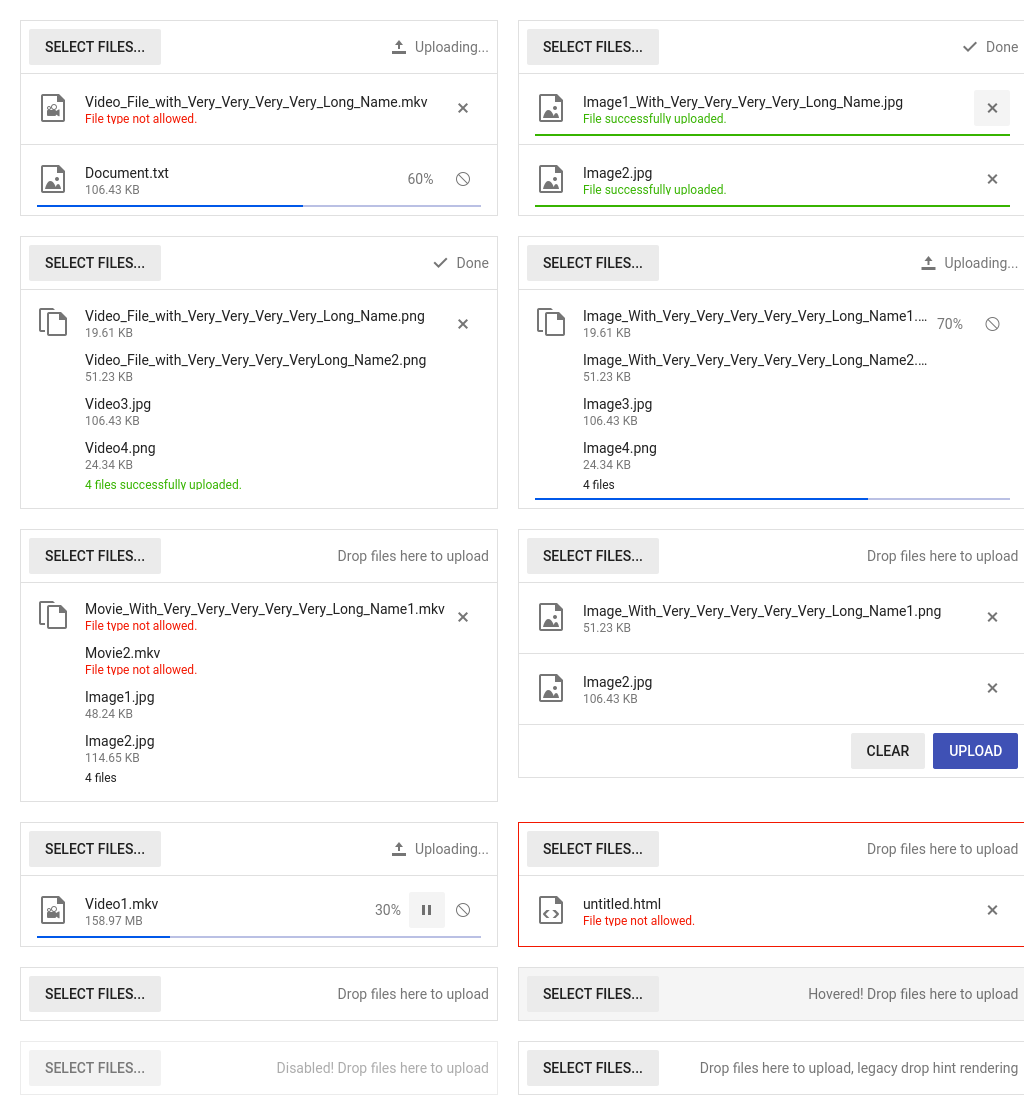 SELECT FILES...
Uploading...
Video_File_with_Very_Very_Very_Very_Long_Name.mkv
File type not allowed.
Document.txt
106.43 KB
60%
SELECT FILES...
Done
Image1_With_Very_Very_Very_Very_Long_Name.jpg
File successfully uploaded.
Image2.jpg
File successfully uploaded.
SELECT FILES...
Done
Video_File_with_Very_Very_Very_Very_Long_Name.png
19.61 KB
Video_File_with_Very_Very_Very_VeryLong_Name2.png
51.23 KB
Video3.jpg
106.43 KB
Video4.png
24.34 KB
4 files successfully uploaded.
SELECT FILES...
Uploading...
Image_With_Very_Very_Very_Very_Very_Long_Name1....
70%
19.61 KB
Image_With_Very_Very_Very_Very_Very_Long_Name2....
51.23 KB
Image3.jpg
106.43 KB
Image4.png
24.34 KB
4 files
SELECT FILES...
Drop files here to upload
Movie_With_Very_Very_Very_Very_Very_Long_Name1.mkv
File type not allowed.
Movie2.mkv
File type not allowed.
Image1.jpg
48.24 KB
Image2.jpg
114.65 KB
4 files
SELECT FILES...
Drop files here to upload
Image_With_Very_Very_Very_Very_Very_Long_Name1.png
51.23 KB
Image2.jpg
106.43 KB
CLEAR
UPLOAD
SELECT FILES...
Uploading...
Video1.mkv
158.97 MB
30%
SELECT FILES...
Drop files here to upload
untitled.html
File type not allowed.
SELECT FILES...
Drop files here to upload
SELECT FILES...
Hovered! Drop files here to upload
SELECT FILES...
Disabled! Drop files here to upload
SELECT FILES...
Drop files here to upload, legacy drop hint rendering